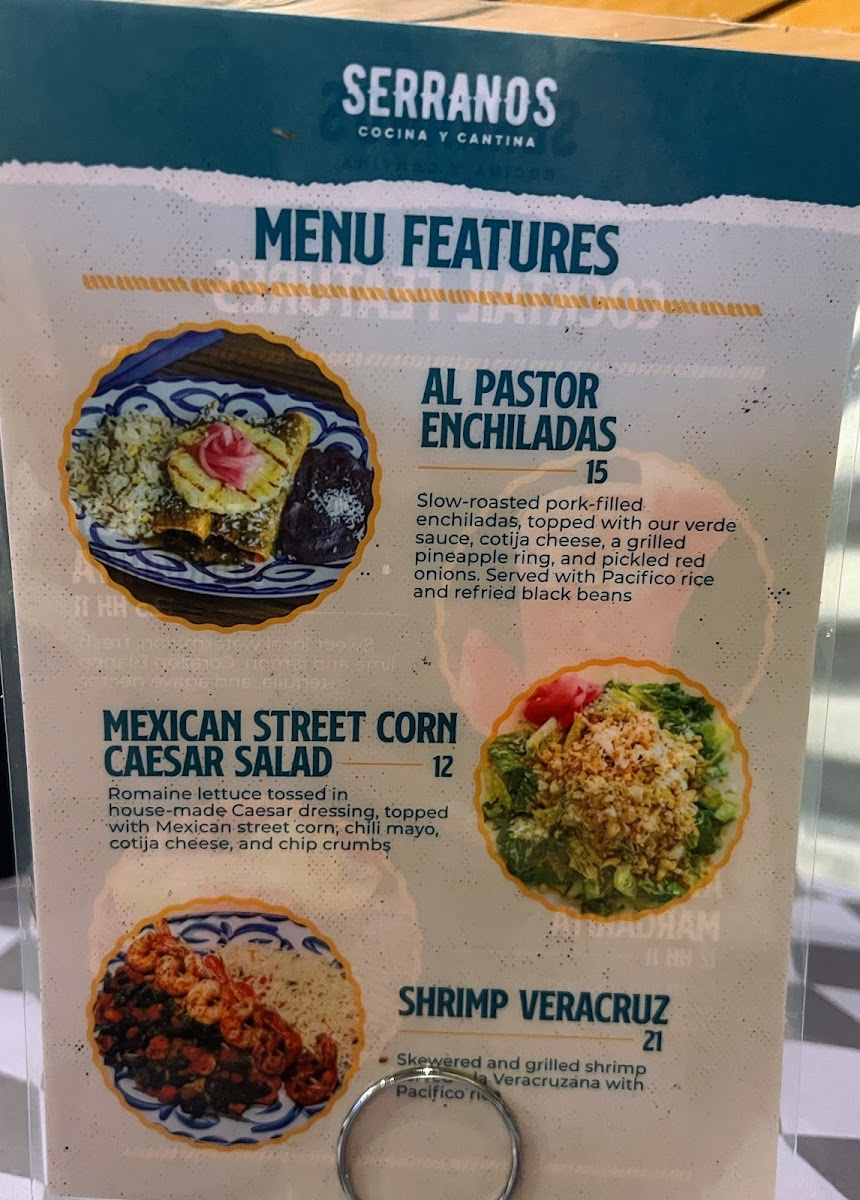 SERRANOS
COCINA Y CANTINA
MENU FEATURES
AL PASTOR
ENCHILADAS
15
Slow-roasted pork-filled
enchiladas, topped with our verde
sauce, cotija cheese, a grilled
pineapple ring, and pickled red
onions. Served with Pacifico rice
and refried black beans
MEXICAN STREET CORN
CAESAR SALAD 12
Romaine lettuce tossed in
house-made Caesar dressing, topped
with Mexican street corn, chili mayo,
cotija cheese, and chip crumbs
SHRIMP VERACRUZ
21
Skewered and grilled shrimp
la Veracruzana with
Pacifico